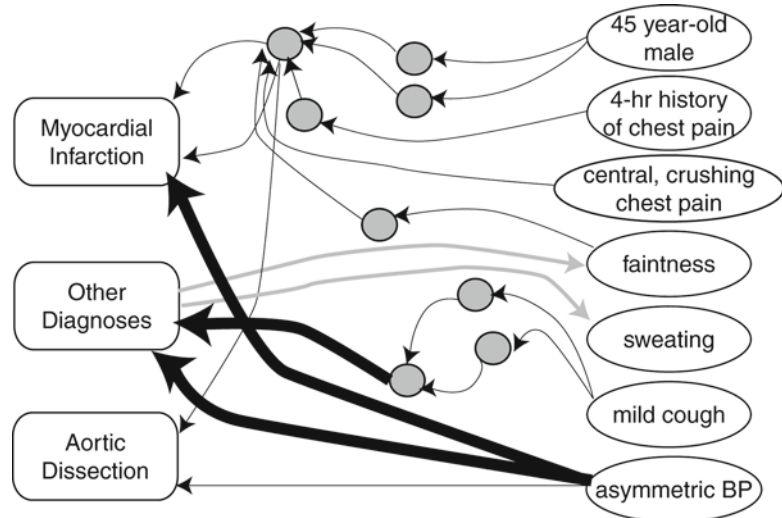 45 year-old
male
4-hr history
of chest pain
Myocardial
Infarction
central, crushing
chest pain
faintness
Other
Diagnoses
sweating
mild cough
Aortic
Dissection
asymmetric BP